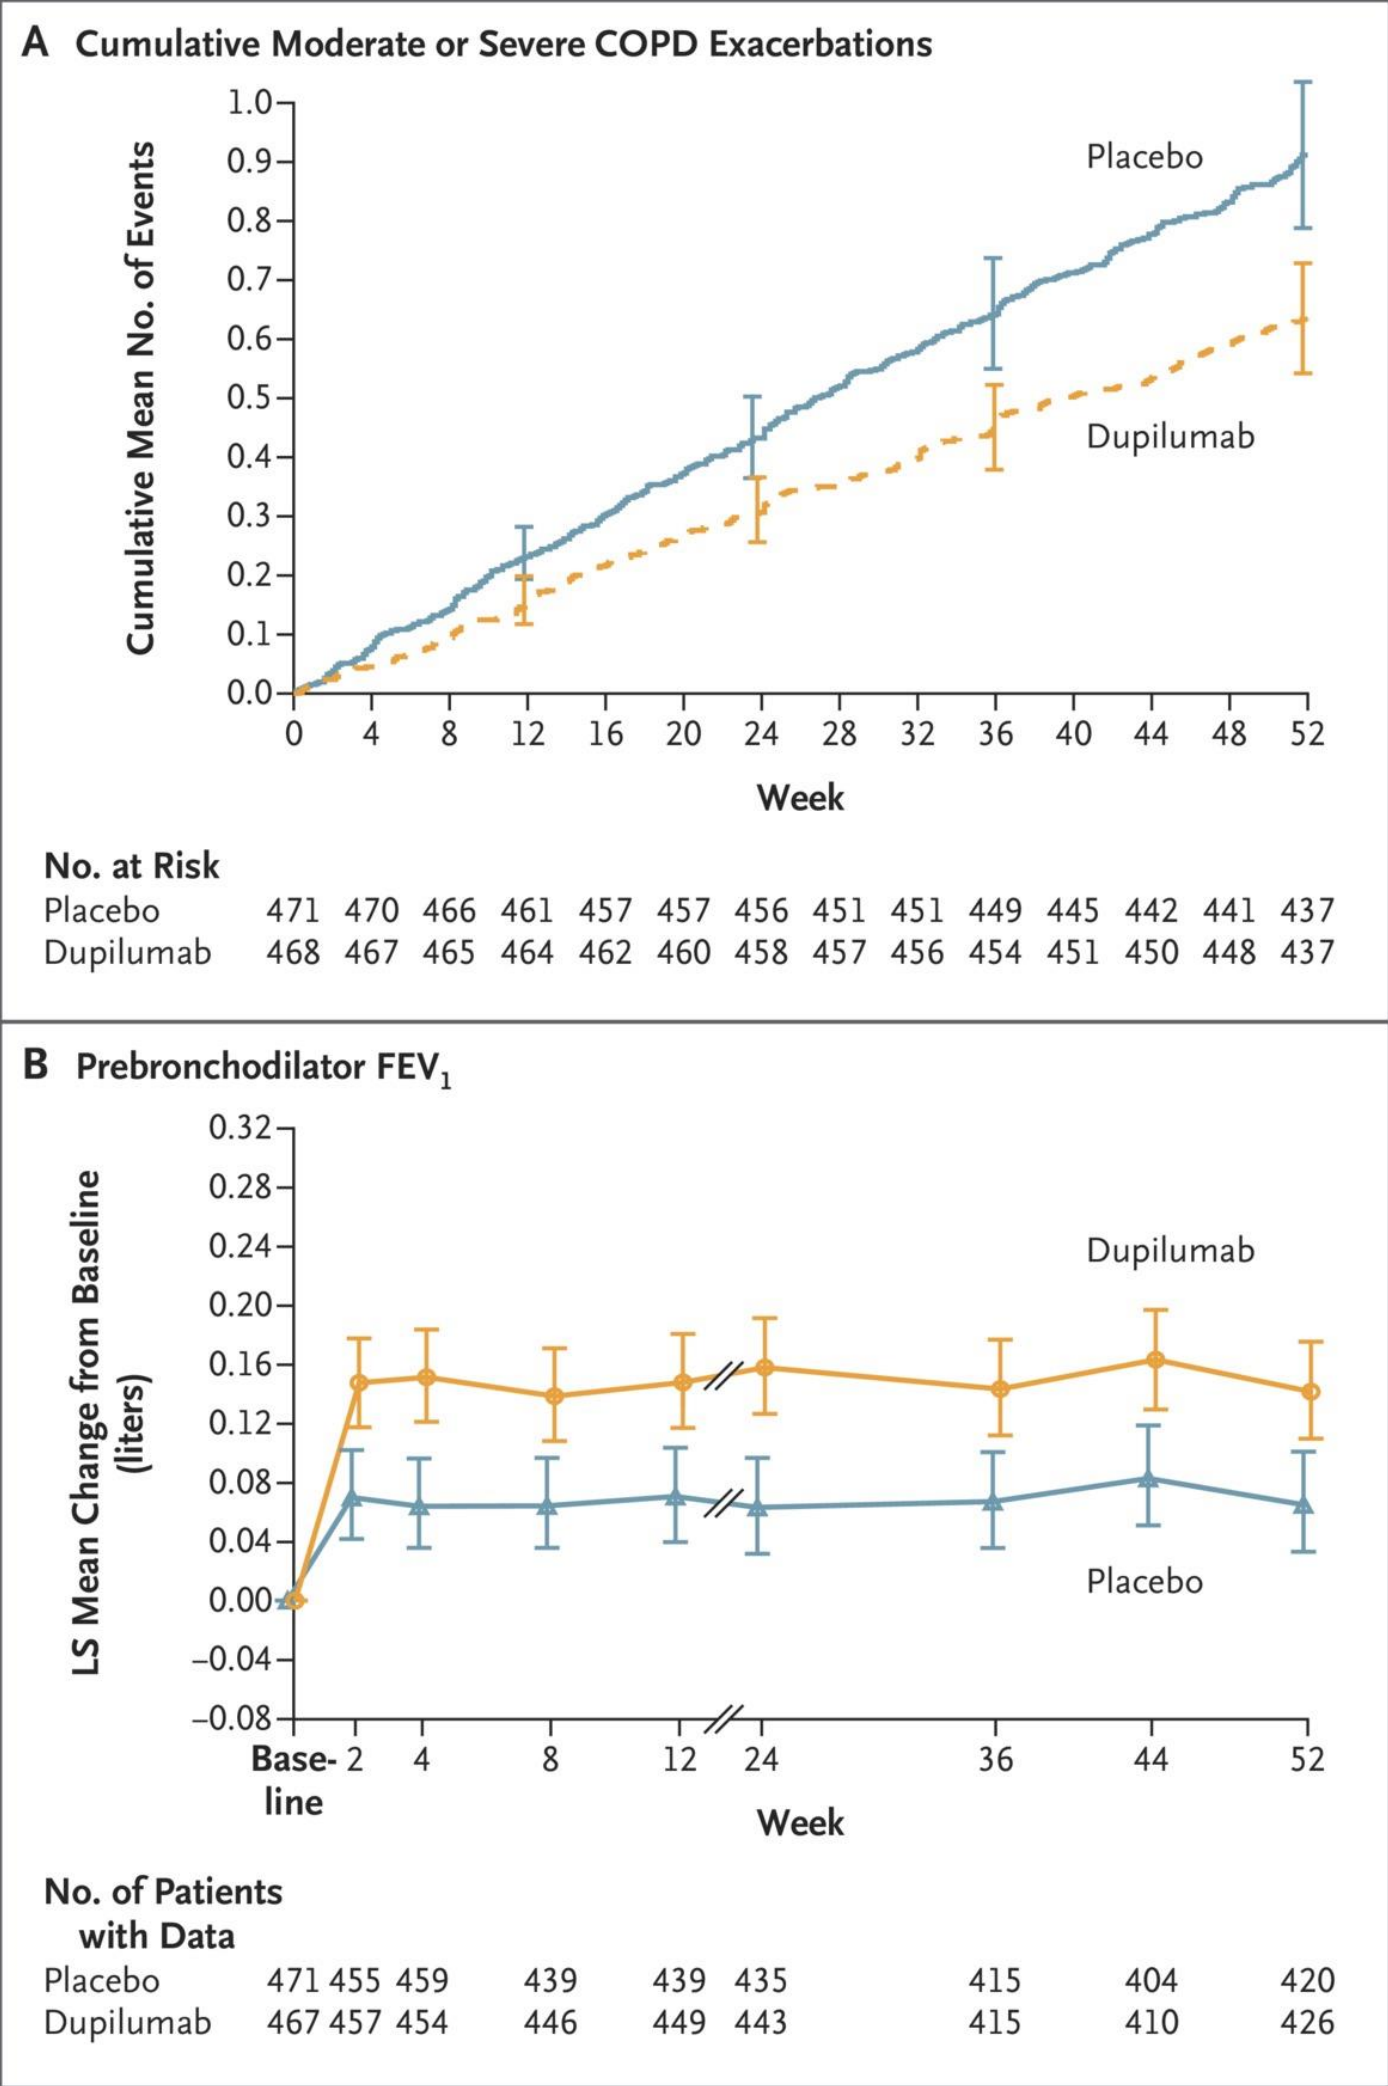 A Cumulative Moderate or Severe COPD Exacerbations
Cumulative Mean No. of Events
1.0
0.9
0.8
0.7
0.6
0.5
0.4
0.3
0.2
0.1
0.0
Placebo
Dupilumab
0 4 8 12 16 20 24 28 32 36 40 44 48 52
Week
No. at Risk
Placebo 471 470 466 461 457 457 456 451 451 449 445 442 441 437
Dupilumab 468 467 465 464 462 460 458 457 456 454 451 450 448 437
B Prebronchodilator FEV1
LS Mean Change from Baseline
(liters)
0.32
0.28
0.24
0.20
0.16
0.12
0.08
0.04
0.00
–0.04
–0.08
Dupilumab
Placebo
Base- 2 4 8 12 24 36 44 52
line
Week
No. of Patients
with Data
Placebo 471 455 459 439 439 435 415 404 420
Dupilumab 467 457 454 446 449 443 415 410 426